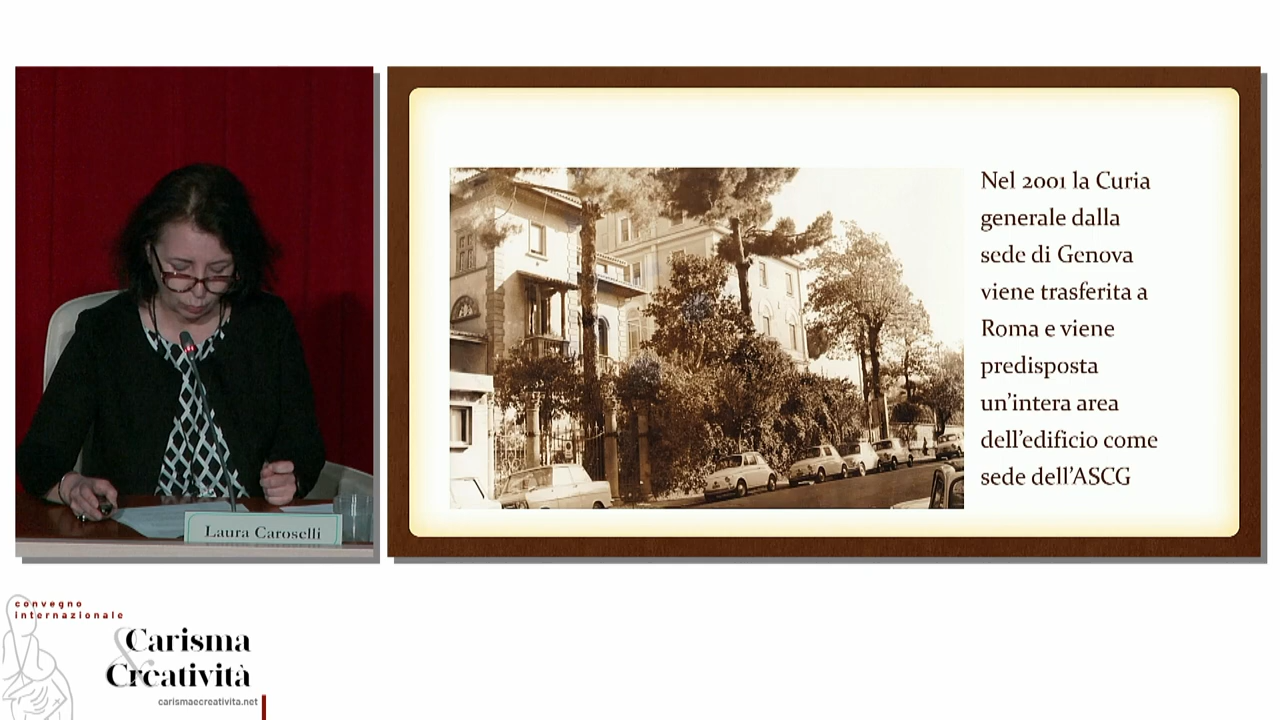 Nel 2001 la Curia
generale dalla
sede di Genova
viene trasferita a
Roma e viene
predisposta
un'intera area
dell'edificio come
sede dell'ASCG
Laura Caroselli
convegno
internazionale
Carisma
&
Creatività
carismaecreativita.net